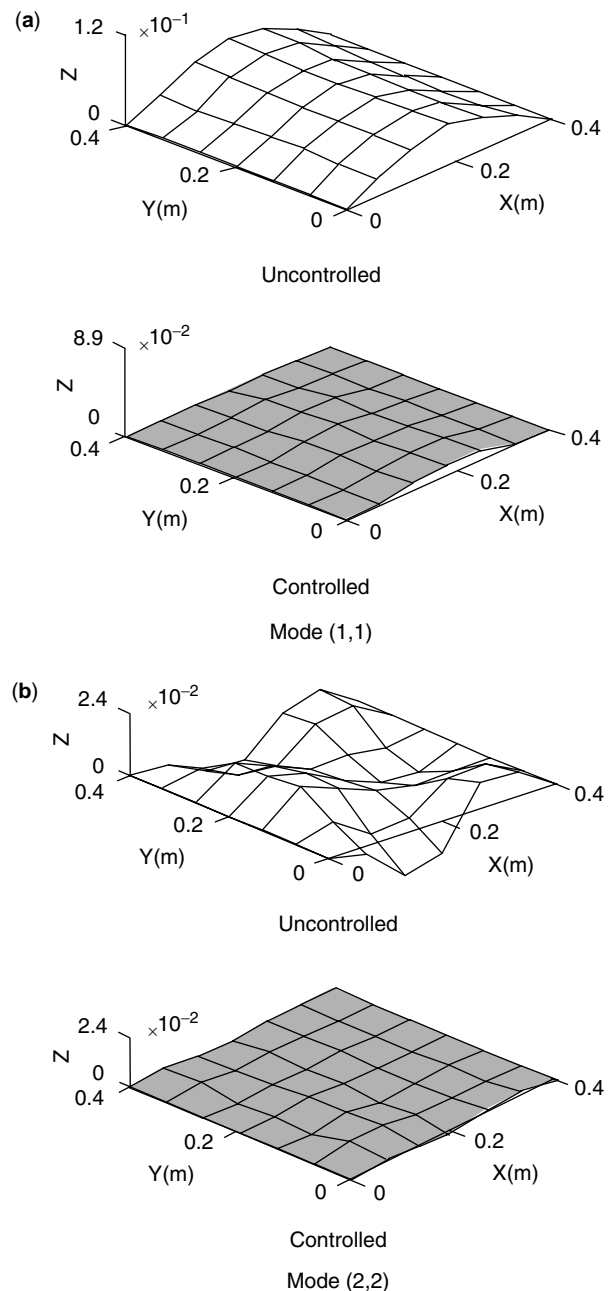 (a)
1.2 ×10⁻¹
Z
0
0.4
0.4
0.2
0.2
Y(m)
X(m)
0 0
Uncontrolled
8.9 ×10⁻²
Z
0
0.4
0.4
0.2
0.2
Y(m)
X(m)
0 0
Controlled
Mode (1,1)
(b)
2.4 ×10⁻²
Z
0
0.4
0.4
0.2
0.2
Y(m)
X(m)
0 0
Uncontrolled
2.4 ×10⁻²
Z
0
0.4
0.4
0.2
0.2
Y(m)
X(m)
0 0
Controlled
Mode (2,2)